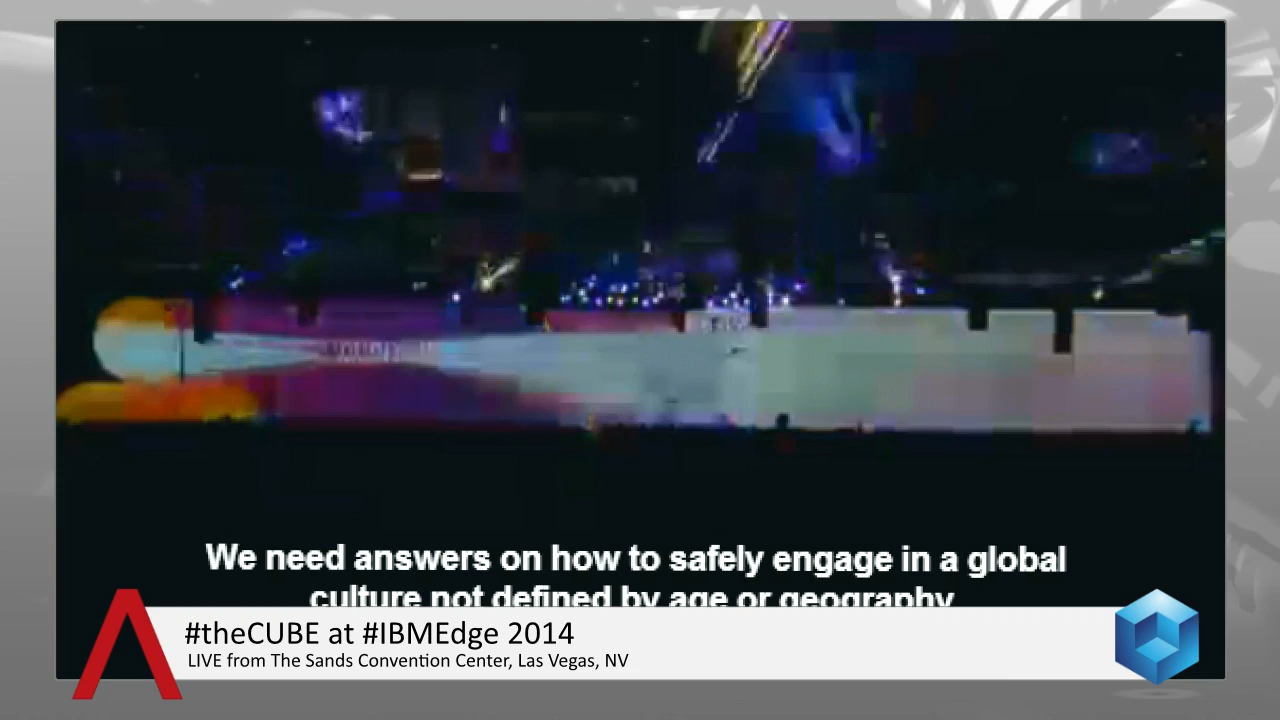 We need answers on how to safely engage in a global
culture not defined by age or geography
#theCUBE at #IBMEdge 2014
LIVE from The Sands Convention Center, Las Vegas, NV